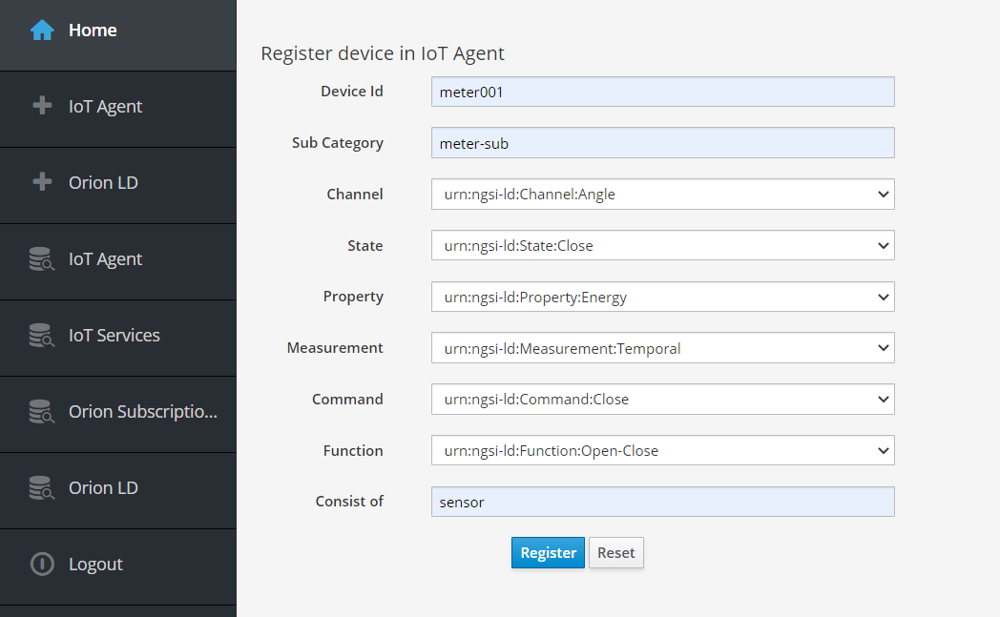 Home
IoT Agent
Orion LD
IoT Agent
IoT Services
Orion Subscriptio...
Orion LD
Logout
Register device in IoT Agent
Device Id meter001
Sub Category meter-sub
Channel urn:ngsi-ld:Channel:Angle
State urn:ngsi-ld:State:Close
Property urn:ngsi-ld:Property:Energy
Measurement urn:ngsi-ld:Measurement:Temporal
Command urn:ngsi-ld:Command:Close
Function urn:ngsi-ld:Function:Open-Close
Consist of sensor
Register Reset